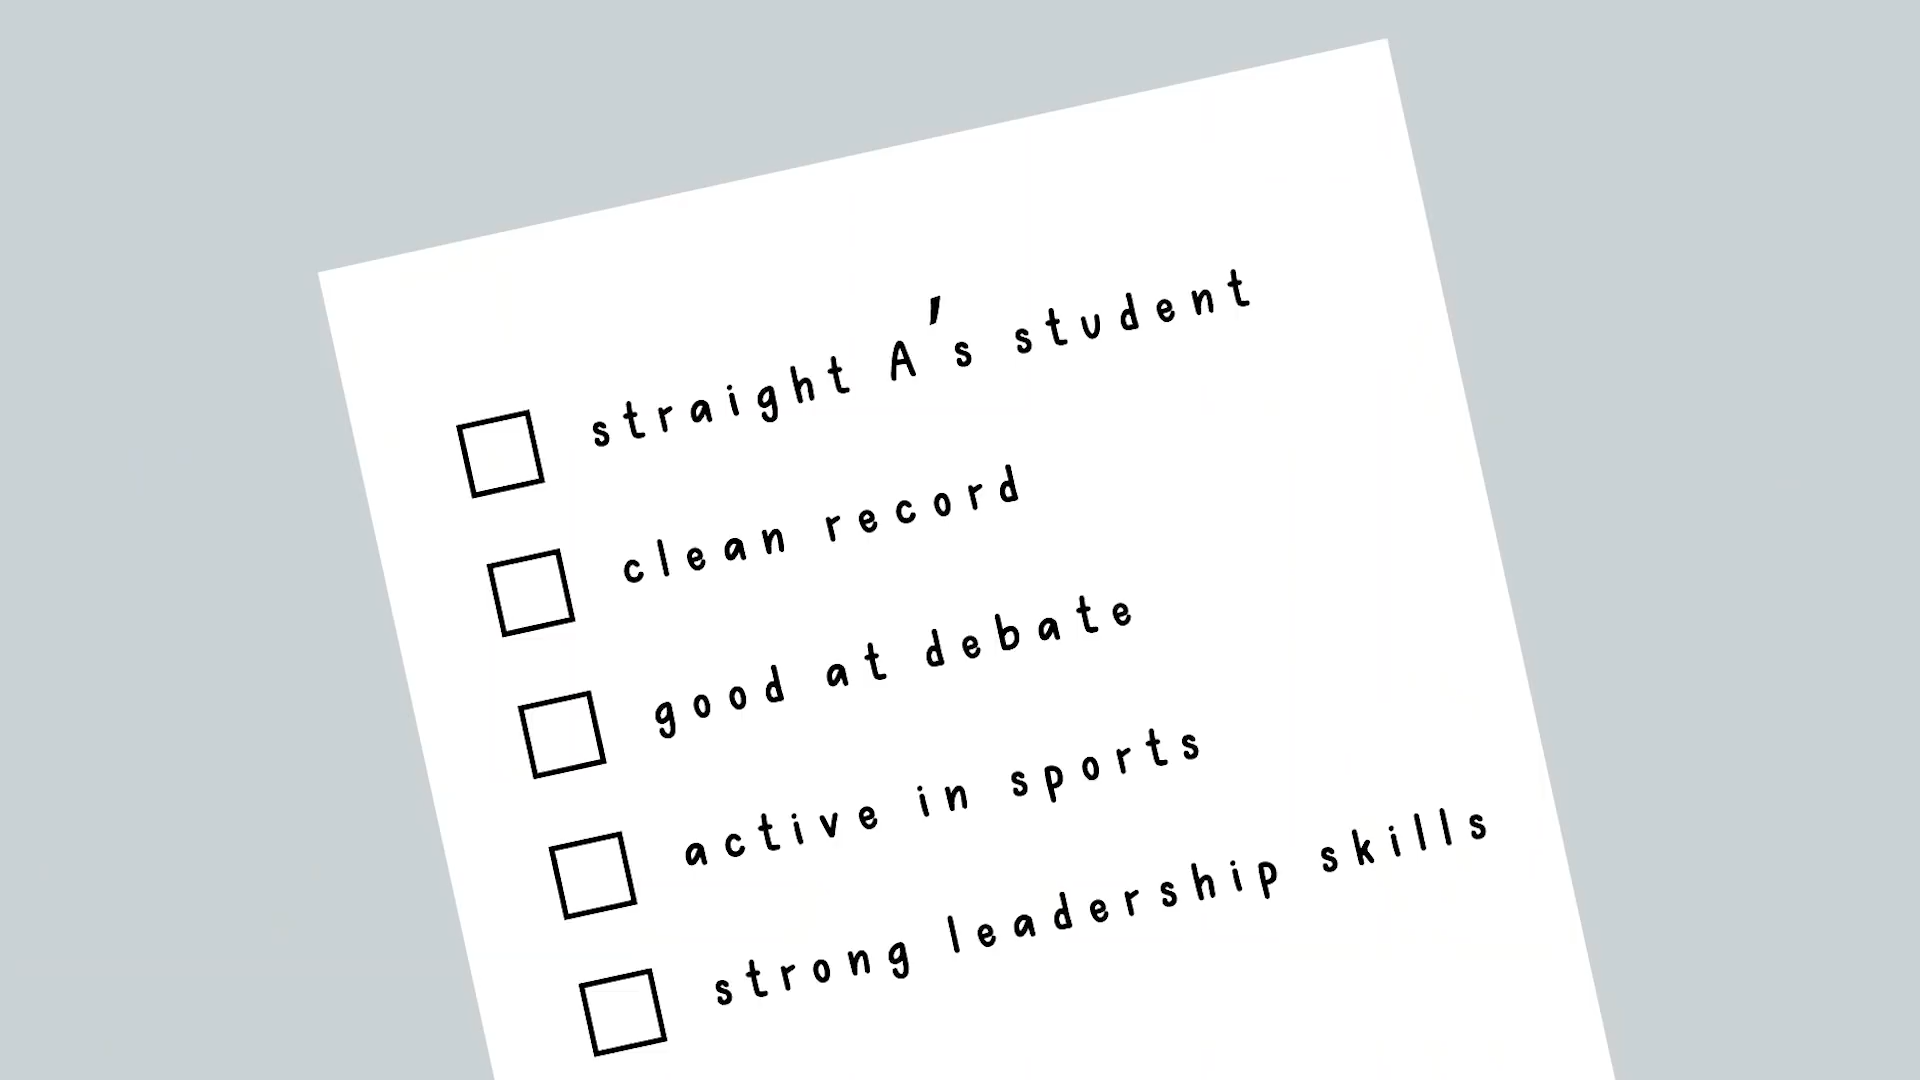 straight A's student
clean record
good at debate
active in sports
strong leadership skills